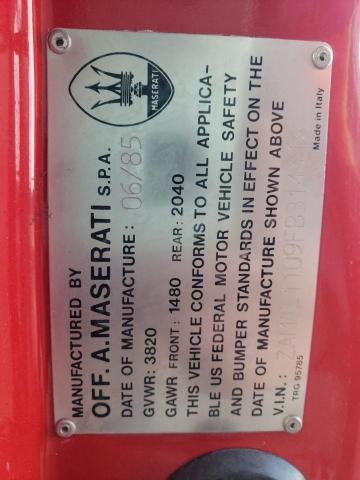 MANUFACTURED BY
OFF. A. MASERATI S.P.A.
MASERATI
DATE OF MANUFACTURE: 06/85
GVWR: 3820
GAWR FRONT: 1480 REAR: 2040
THIS VEHICLE CONFORMS TO ALL APPLICA-
BLE US FEDERAL MOTOR VEHICLE SAFETY
AND BUMPER STANDARDS IN EFFECT ON THE
DATE OF MANUFACTURE SHOWN ABOVE
V.I.N.:
TRG 95785
Made in Italy